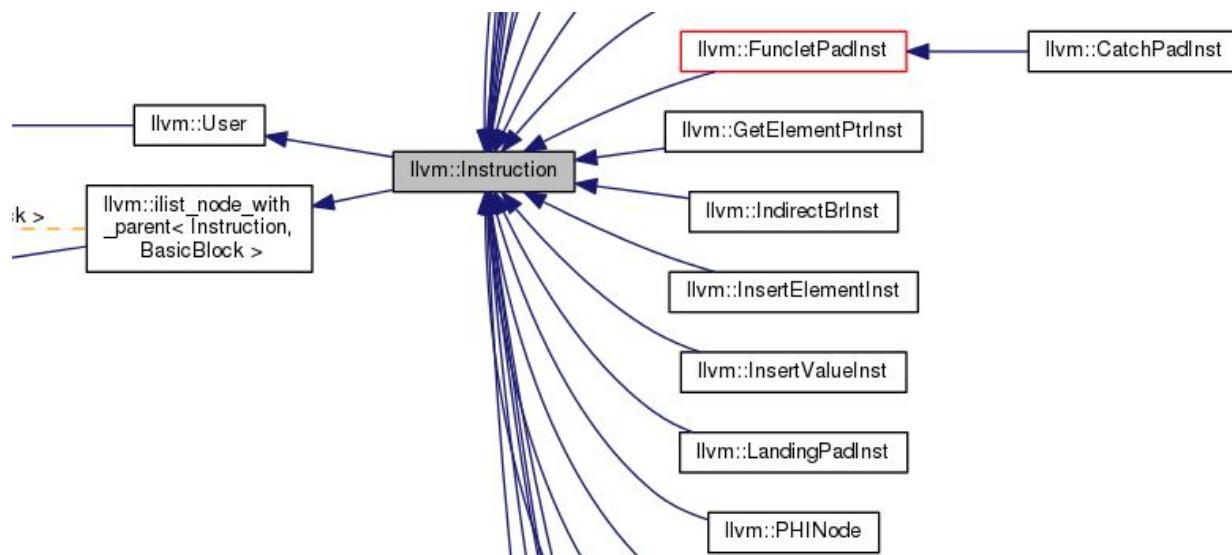 llvm::FuncletPadInst
llvm::CatchPadInst
llvm::User
llvm::GetElementPtrInst
llvm::Instruction
llvm::ilist_node_with
_parent< Instruction,
BasicBlock >
llvm::IndirectBrInst
llvm::InsertElementInst
llvm::InsertValueInst
llvm::LandingPadInst
llvm::PHINode